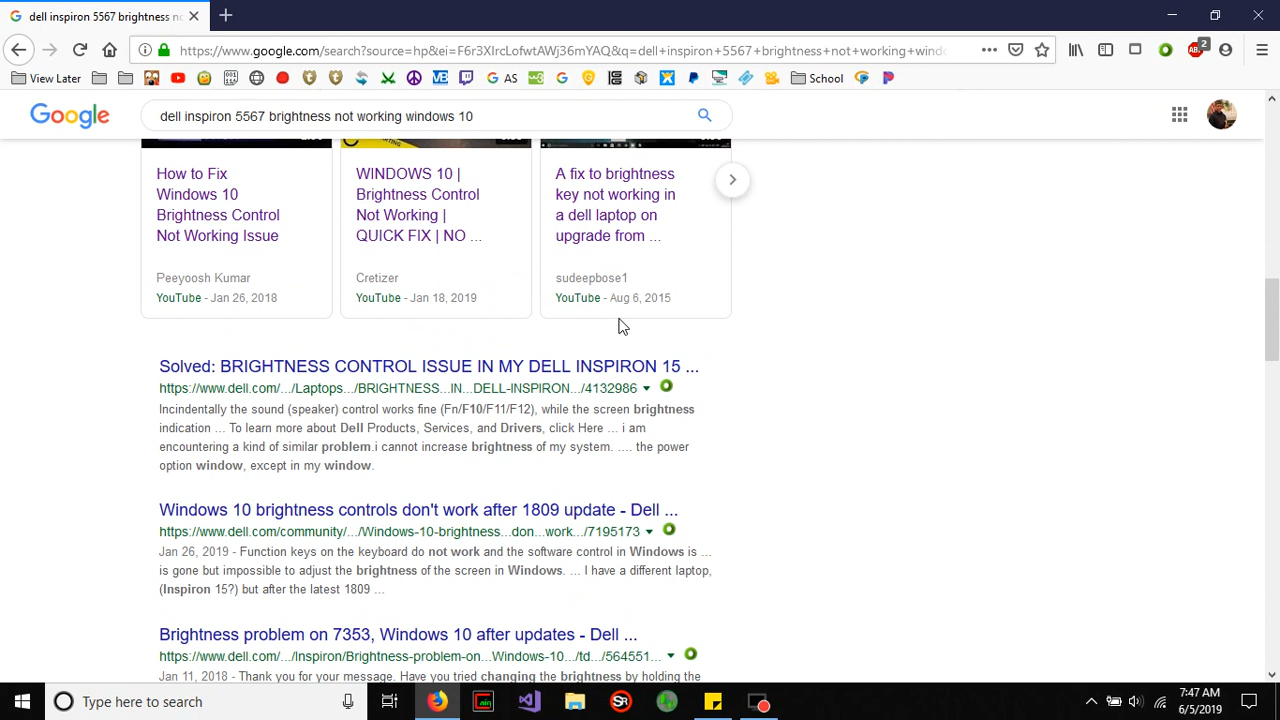 dell inspiron 5567 brightness no
https://www.google.com/search?source=hp&ei=F6r3XIrcLofwtAWj36mYAQ&q=dell+inspiron+5567+brightness+not+working+wind
2
View Later
AS
School
Google
dell inspiron 5567 brightness not working windows 10
How to Fix
Windows 10
Brightness Control
Not Working Issue
Peeyoosh Kumar
YouTube - Jan 26, 2018
WINDOWS 10 |
Brightness Control
Not Working |
QUICK FIX | NO ...
Cretizer
YouTube - Jan 18, 2019
A fix to brightness
key not working in
a dell laptop on
upgrade from ...
sudeepbose1
YouTube - Aug 6, 2015
Solved: BRIGHTNESS CONTROL ISSUE IN MY DELL INSPIRON 15 ...
https://www.dell.com/.../Laptops.../BRIGHTNESS...IN...DELL-INSPIRON.../4132986
Incindentally the sound (speaker) control works fine (Fn/F10/F11/F12), while the screen brightness
indication ... To learn more about Dell Products, Services, and Drivers, click Here ... i am
encountering a kind of similar problem.i cannot increase brightness of my system. .... the power
option window, except in my window.
Windows 10 brightness controls don't work after 1809 update - Dell ...
https://www.dell.com/community/.../Windows-10-brightness...don...work.../7195173
Jan 26, 2019 - Function keys on the keyboard do not work and the software control in Windows is ...
is gone but impossible to adjust the brightness of the screen in Windows. ... I have a different laptop,
(Inspiron 15?) but after the latest 1809 ...
Brightness problem on 7353, Windows 10 after updates - Dell ...
https://www.dell.com/.../Inspiron/Brightness-problem-on...Windows-10.../td.../564551...
Jan 11, 2018 - Thank you for your message. Have you tried changing the brightness by holding the
Type here to search
7:47 AM
6/5/2019